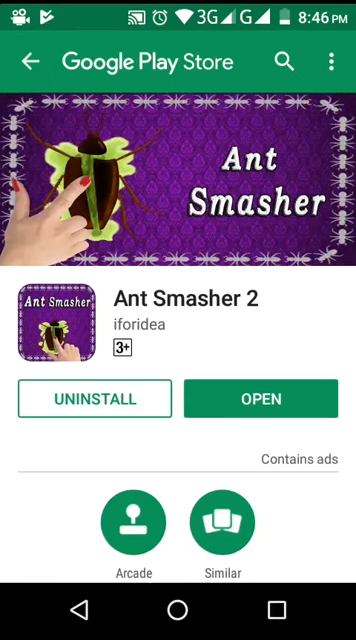 3G G 8:46 PM
Google Play Store
Ant
Smasher
Ant Smasher
Ant Smasher 2
iforidea
3+
UNINSTALL
OPEN
Contains ads
Arcade
Similar